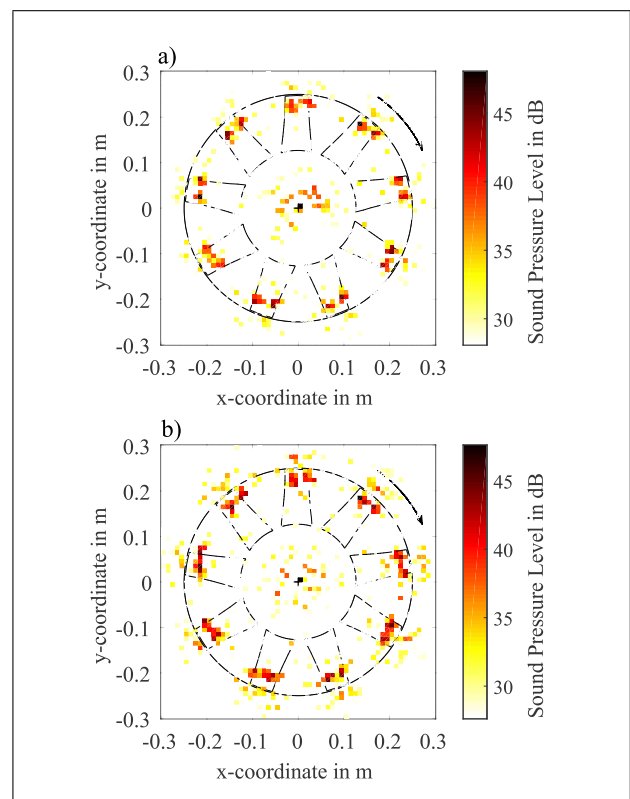 a)
0.3
0.2
0.1
0
-0.1
-0.2
-0.3
y-coordinate in m
-0.3 -0.2 -0.1 0 0.1 0.2 0.3
x-coordinate in m
45
40
35
30
Sound Pressure Level in dB
b)
0.3
0.2
0.1
0
-0.1
-0.2
-0.3
y-coordinate in m
-0.3 -0.2 -0.1 0 0.1 0.2 0.3
x-coordinate in m
45
40
35
30
Sound Pressure Level in dB